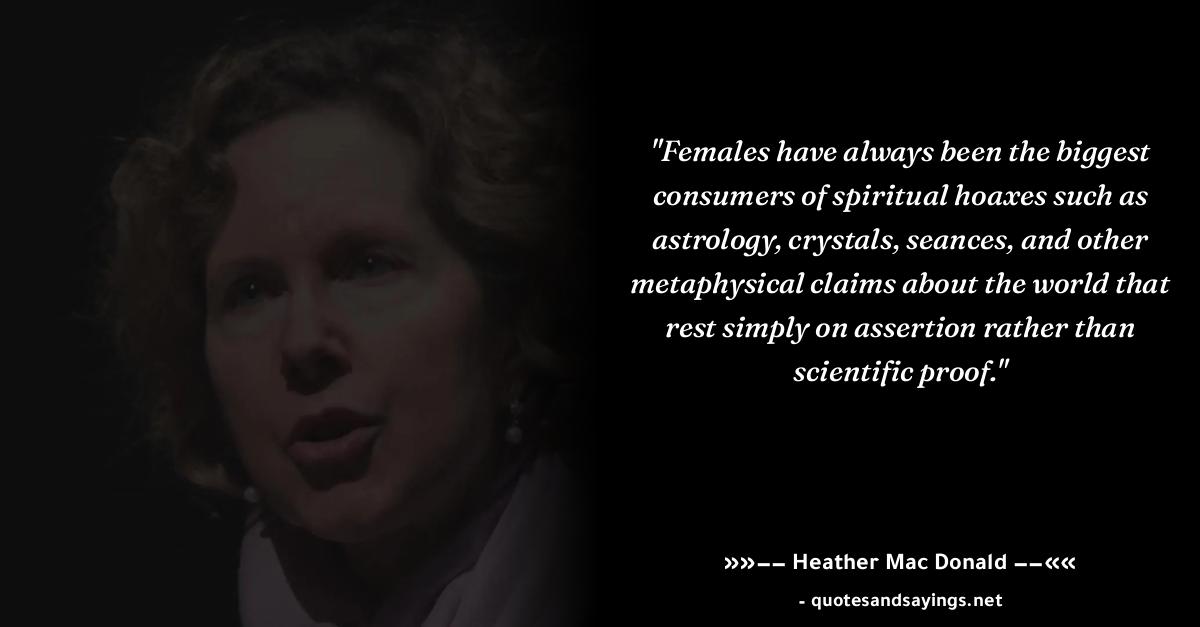 "Females have always been the biggest
consumers of spiritual hoaxes such as
astrology, crystals, seances, and other
metaphysical claims about the world that
rest simply on assertion rather than
scientific proof."
»»−− Heather Mac Donald −−««
- quotesandsayings.net